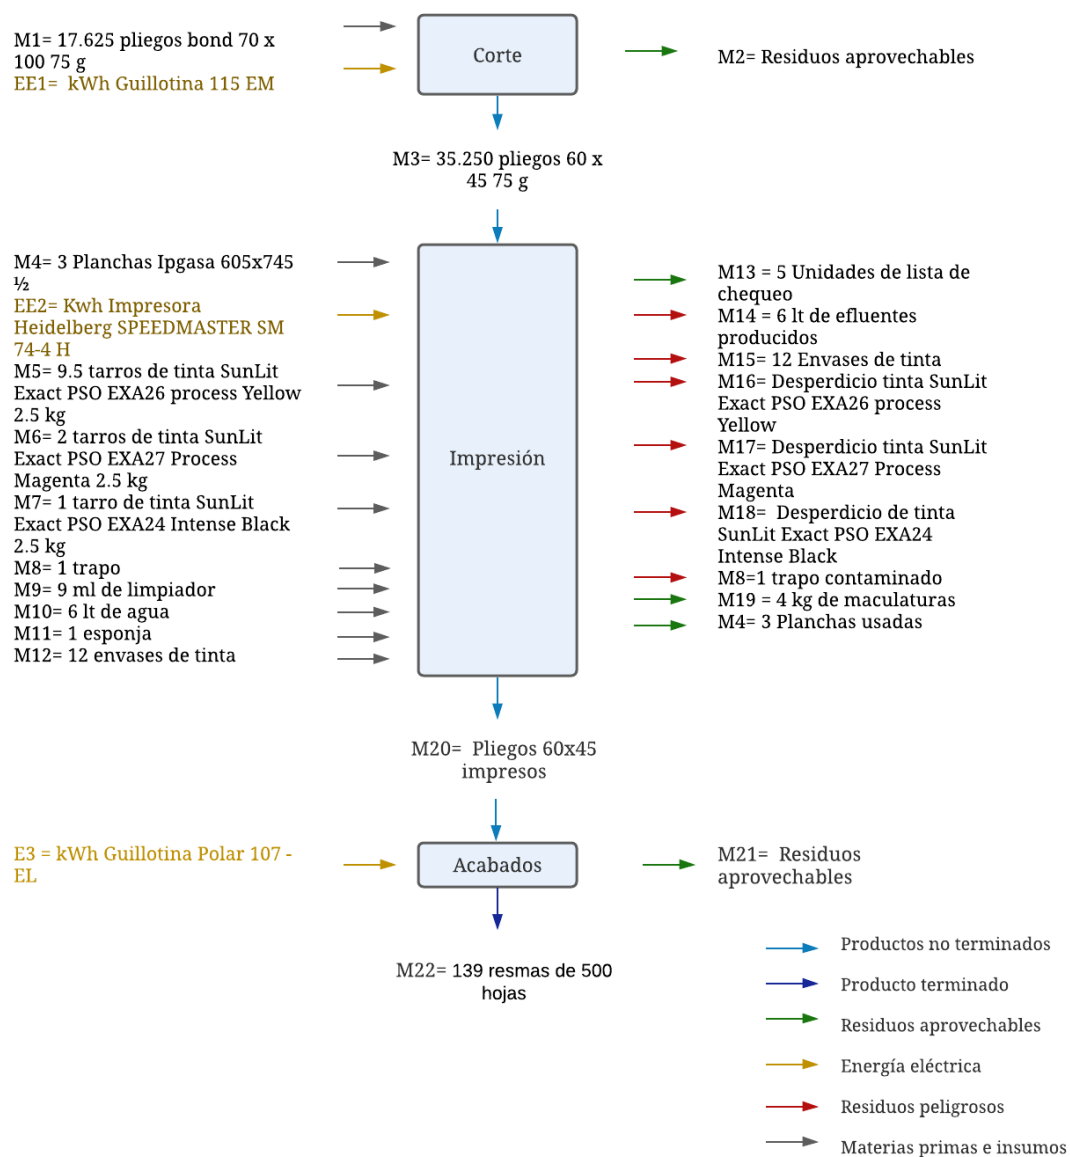 M1= 17.625 pliegos bond 70 x
100 75 g
EE1=  kWh Guillotina 115 EM
Corte
M2= Residuos aprovechables
M3= 35.250 pliegos 60 x
45 75 g
M4= 3 Planchas Ipgasa 605x745
½
EE2= Kwh Impresora
Heidelberg SPEEDMASTER SM
74-4 H
M5= 9.5 tarros de tinta SunLit
Exact PSO EXA26 process Yellow
2.5 kg
M6= 2 tarros de tinta SunLit
Exact PSO EXA27 Process
Magenta 2.5 kg
M7= 1 tarro de tinta SunLit
Exact PSO EXA24 Intense Black
2.5 kg
M8= 1 trapo
M9= 9 ml de limpiador
M10= 6 lt de agua
M11= 1 esponja
M12= 12 envases de tinta
Impresión
M13 = 5 Unidades de lista de
chequeo
M14 = 6 lt de efluentes
producidos
M15= 12 Envases de tinta
M16= Desperdicio tinta SunLit
Exact PSO EXA26 process
Yellow
M17= Desperdicio tinta SunLit
Exact PSO EXA27 Process
Magenta
M18=  Desperdicio de tinta
SunLit Exact PSO EXA24
Intense Black
M8=1 trapo contaminado
M19 = 4 kg de maculaturas
M4= 3 Planchas usadas
M20=  Pliegos 60x45
impresos
E3 = kWh Guillotina Polar 107 -
EL
Acabados
M21=  Residuos
aprovechables
M22= 139 resmas de 500
hojas
Productos no terminados
Producto terminado
Residuos aprovechables
Energía eléctrica
Residuos peligrosos
Materias primas e insumos